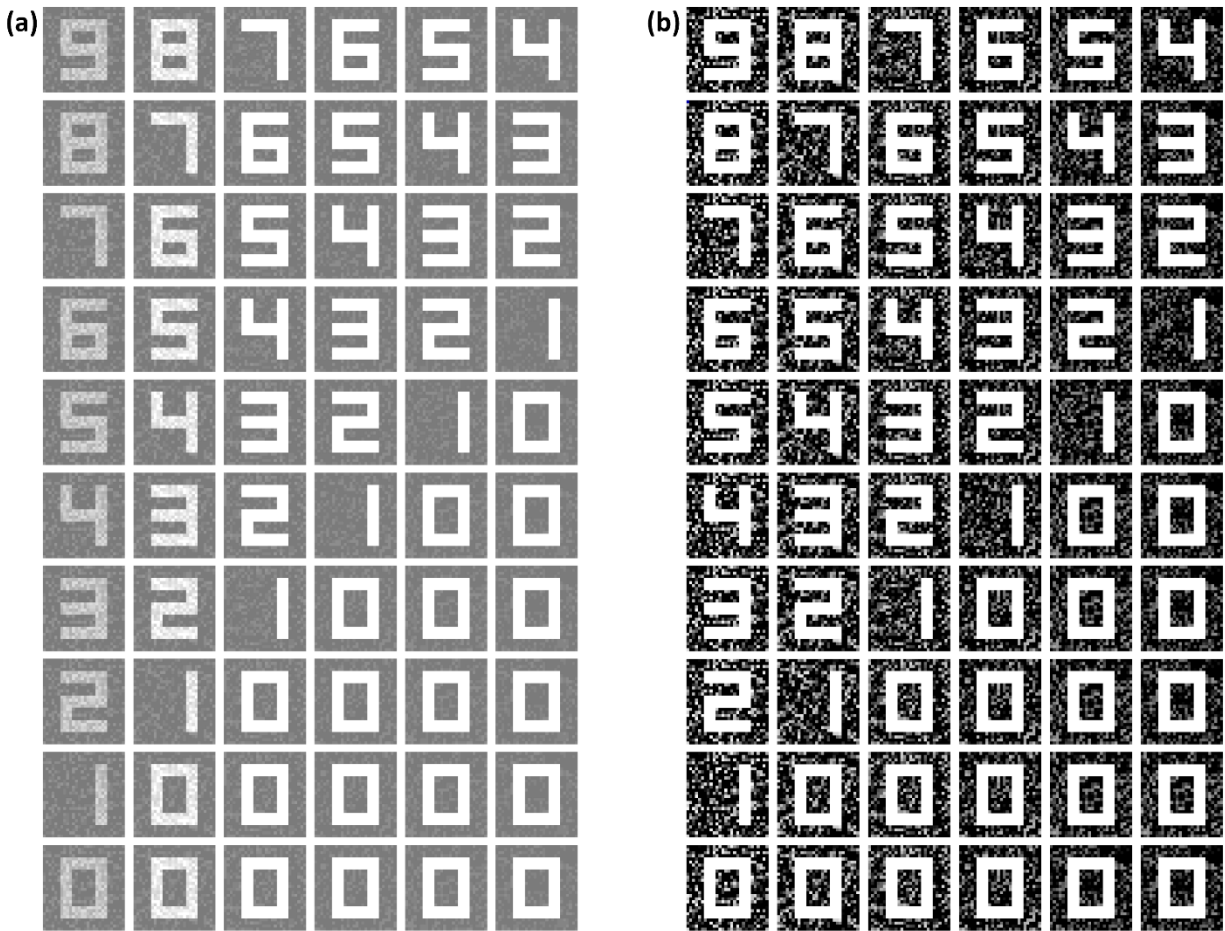 (a) 9 8 7 6 5 4 (b) 9 8 7 6 5 4
8 7 6 5 4 3 8 7 6 5 4 3
7 6 5 4 3 2 7 6 5 4 3 2
6 5 4 3 2 1 6 5 4 3 2 1
5 4 3 2 1 0 5 4 3 2 1 0
4 3 2 1 0 0 4 3 2 1 0 0
3 2 1 0 0 0 3 2 1 0 0 0
2 1 0 0 0 0 2 1 0 0 0 0
1 0 0 0 0 0 1 0 0 0 0 0
0 0 0 0 0 0 0 0 0 0 0 0